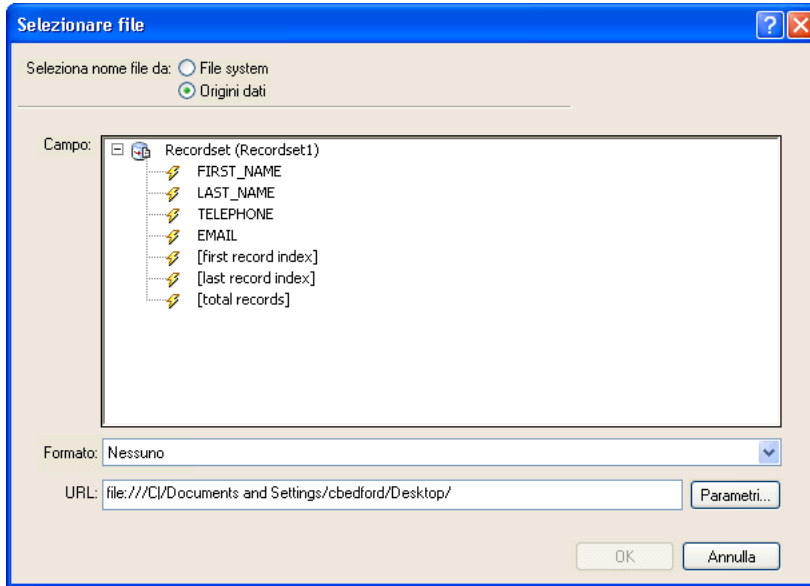 Selezionare file
Seleziona nome file da: File system
Origini dati
Campo:
Recordset (Recordset1)
FIRST_NAME
LAST_NAME
TELEPHONE
EMAIL
[first record index]
[last record index]
[total records]
Formato: Nessuno
URL: file:///C|/Documents and Settings/cbedford/Desktop/ Parametri...
OK Annulla